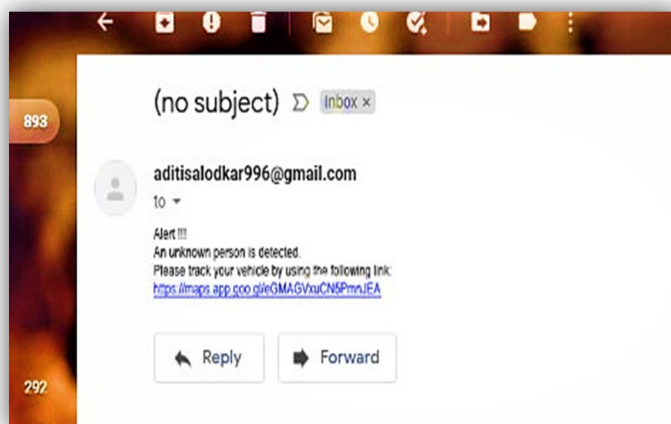 (no subject) Inbox ×
893
aditisalodkar996@gmail.com
to
Alert !!!
An unknown person is detected.
Please track your vehicle by using the following link:
https://maps.app.goo.gl/eGMAGVxuCN5PmnJEA
Reply Forward
292